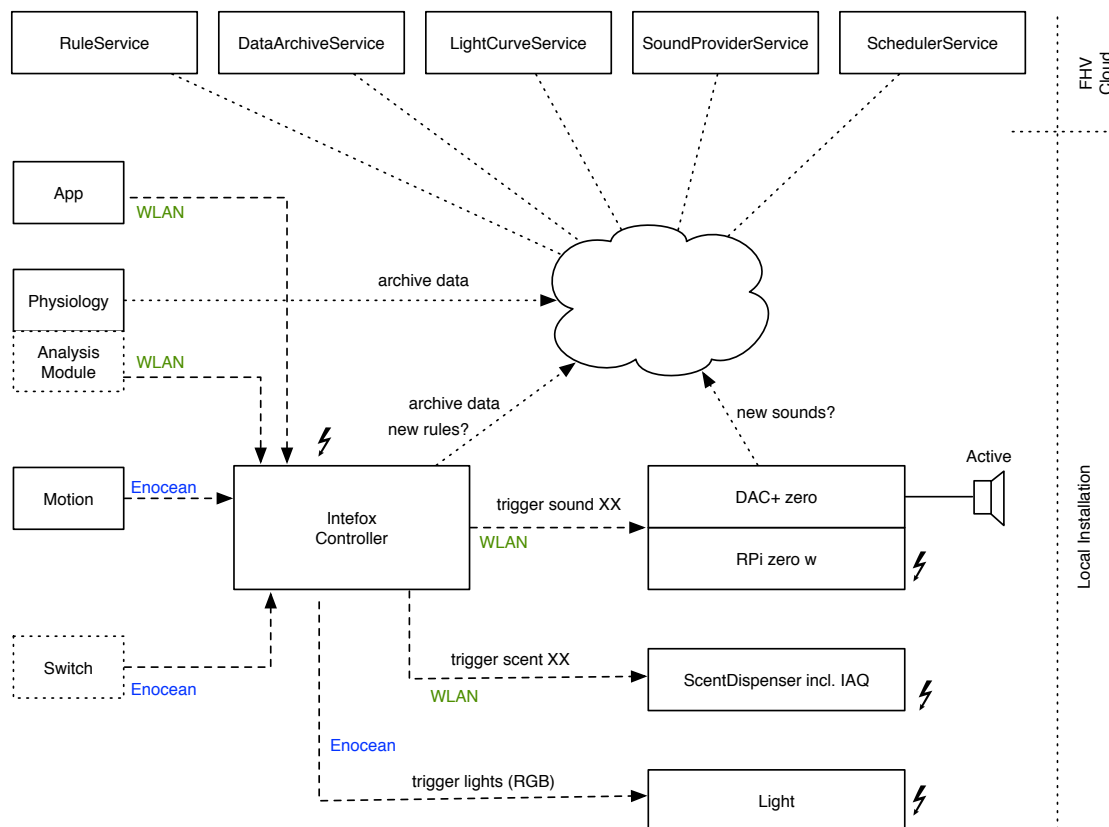 RuleService
DataArchiveService
LightCurveService
SoundProviderService
SchedulerService
FHV
Cloud
App
WLAN
Physiology
archive data
Analysis
Module
WLAN
archive data
new rules?
new sounds?
Motion
Enocean
Intefox
Controller
trigger sound XX
WLAN
DAC+ zero
RPi zero w
Active
Local Installation
Switch
Enocean
trigger scent XX
WLAN
ScentDispenser incl. IAQ
Enocean
trigger lights (RGB)
Light